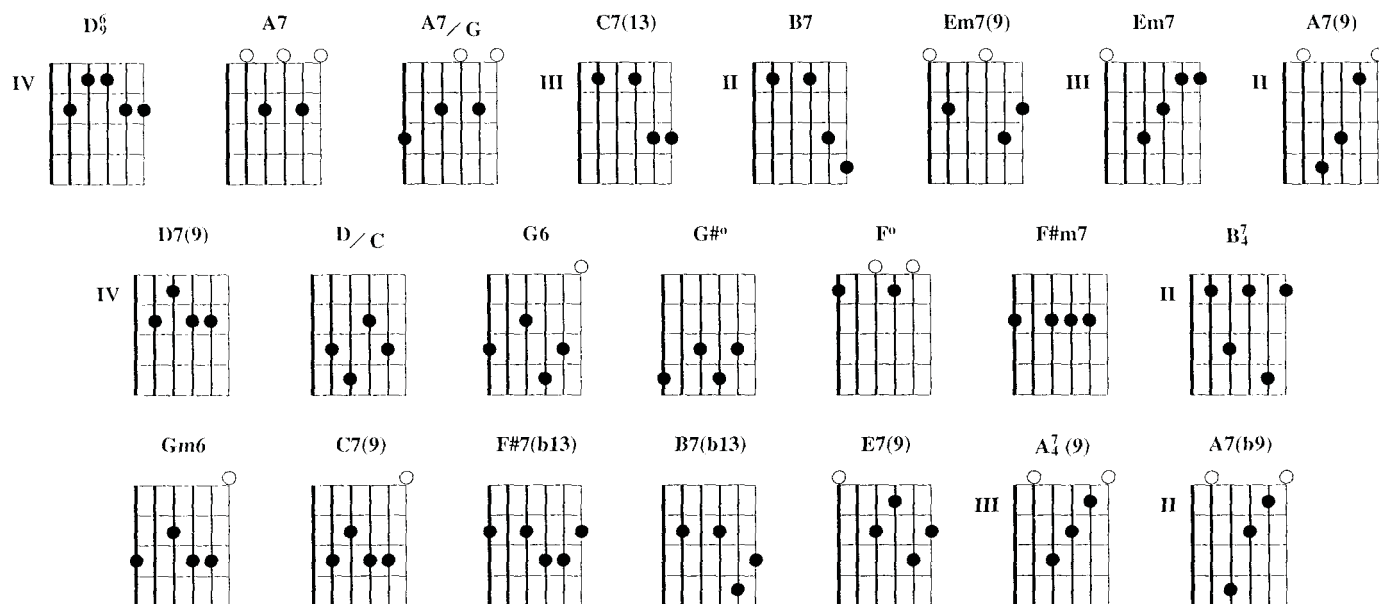 D6/9 A7 A7/G C7(13) B7 Em7(9) Em7 A7(9)
IV III II III II
D7(9) D/C G6 G#º Fº F#m7 B7/4
IV II
Gm6 C7(9) F#7(b13) B7(b13) E7(9) A7/4(9) A7(b9)
III II